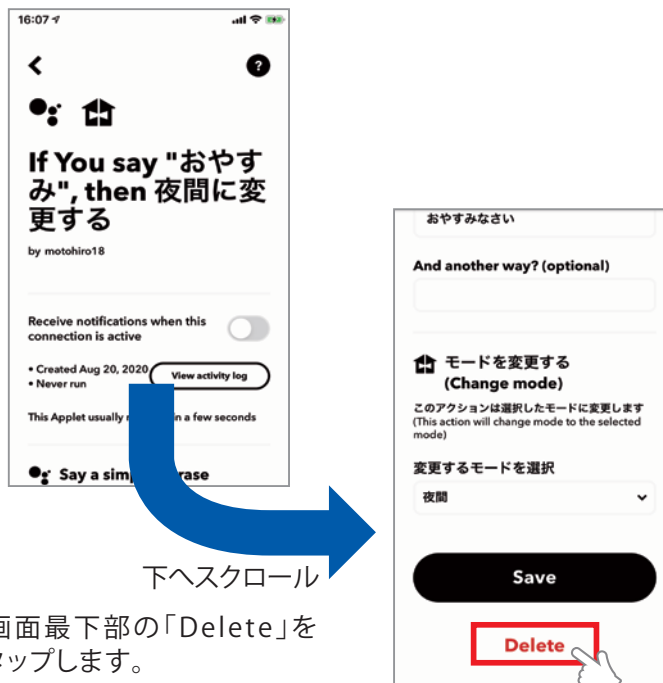 16:07
?
If You say "おやす
み", then 夜間に変
更する
by motohiro18
Receive notifications when this
connection is active
• Created Aug 20, 2020
• Never run
View activity log
This Applet usually in a few seconds
Say a simp
下へスクロール
画面最下部の「Delete」を
タップします。
おやすみなさい
And another way? (optional)
モードを変更する
(Change mode)
このアクションは選択したモードに変更します
(This action will change mode to the selected
mode)
変更するモードを選択
夜間
Save
Delete